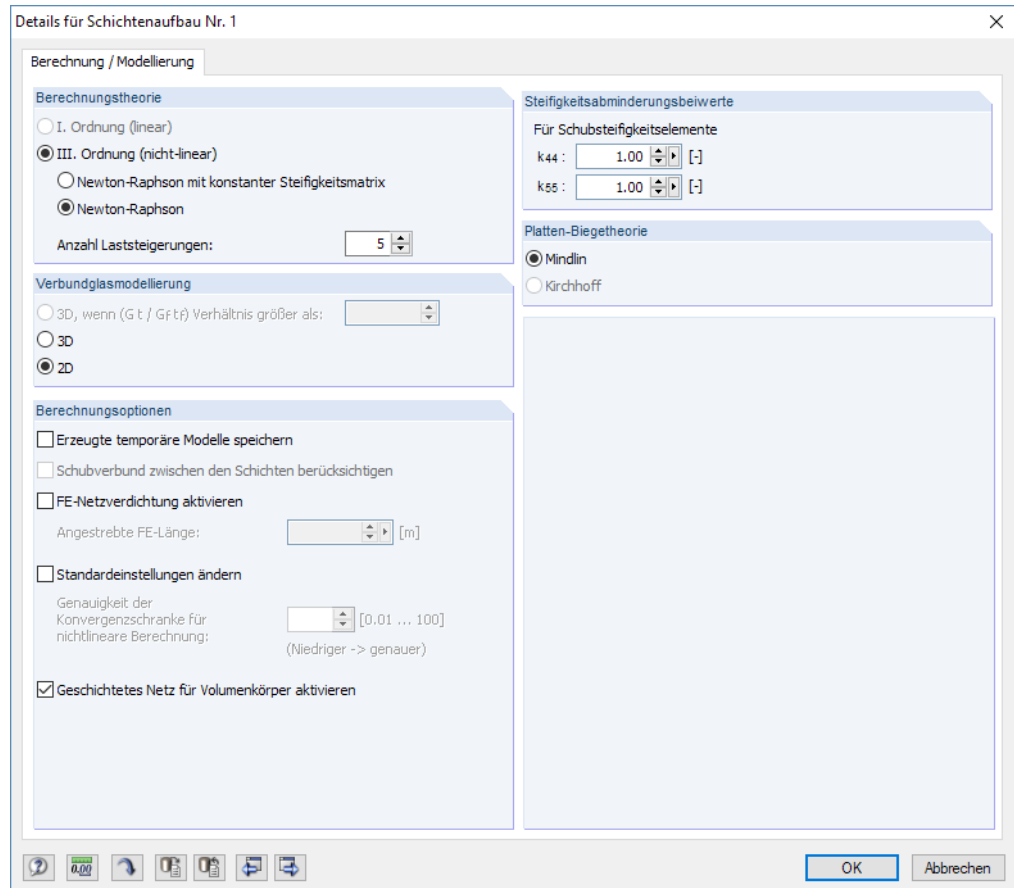 Details für Schichtenaufbau Nr. 1
Berechnung / Modellierung
Berechnungstheorie
I. Ordnung (linear)
III. Ordnung (nicht-linear)
Newton-Raphson mit konstanter Steifigkeitsmatrix
Newton-Raphson
Anzahl Laststeigerungen: 5
Verbundglasmodellierung
3D, wenn (G t / Gf tf) Verhältnis größer als:
3D
2D
Berechnungsoptionen
Erzeugte temporäre Modelle speichern
Schubverbund zwischen den Schichten berücksichtigen
FE-Netzverdichtung aktivieren
Angestrebte FE-Länge: [m]
Standardeinstellungen ändern
Genauigkeit der
Konvergenzschranke für
nichtlineare Berechnung:
[0.01 ... 100]
(Niedriger -> genauer)
Geschichtetes Netz für Volumenkörper aktivieren
Steifigkeitsabminderungsbeiwerte
Für Schubsteifigkeitselemente
k44 : 1.00 [-]
k55 : 1.00 [-]
Platten-Biegetheorie
Mindlin
Kirchhoff
0.00
OK
Abbrechen